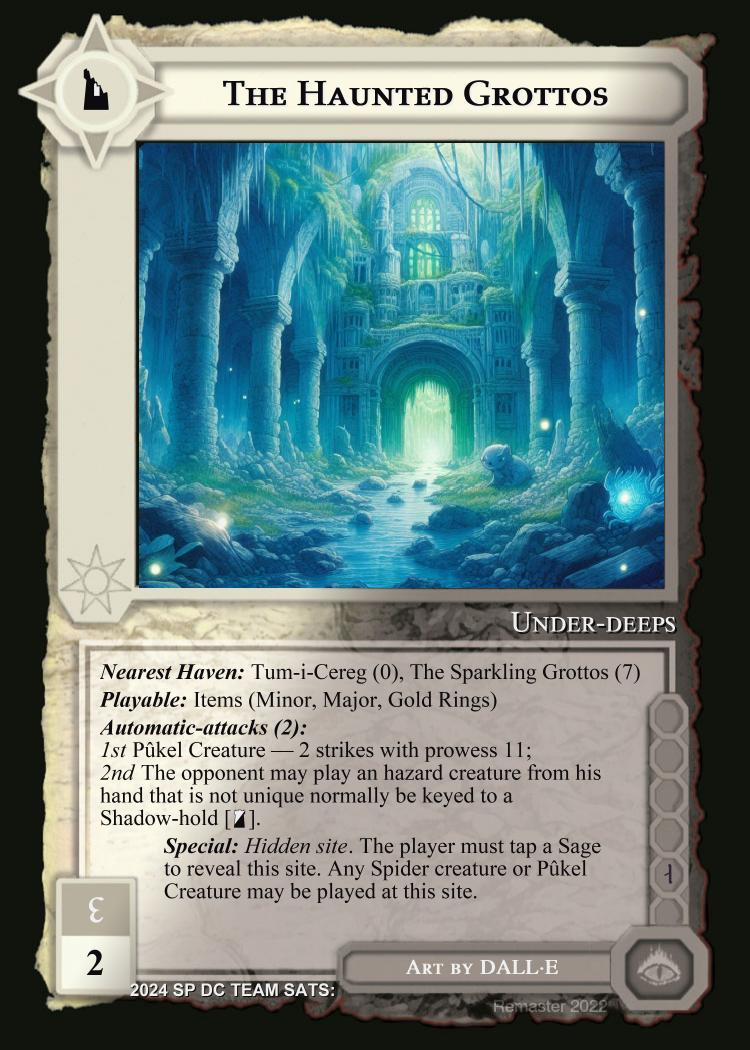 The Haunted Grottos
Under-deeps
Nearest Haven: Tum-i-Cereg (0), The Sparkling Grottos (7)
Playable: Items (Minor, Major, Gold Rings)
Automatic-attacks (2):
1st Pûkel Creature — 2 strikes with prowess 11;
2nd The opponent may play an hazard creature from his
hand that is not unique normally be keyed to a
Shadow-hold [ ].
Special: Hidden site. The player must tap a Sage
to reveal this site. Any Spider creature or Pûkel
Creature may be played at this site.
2
Art by DALL·E
2024 SP DC TEAM SATS:
Remaster 2022